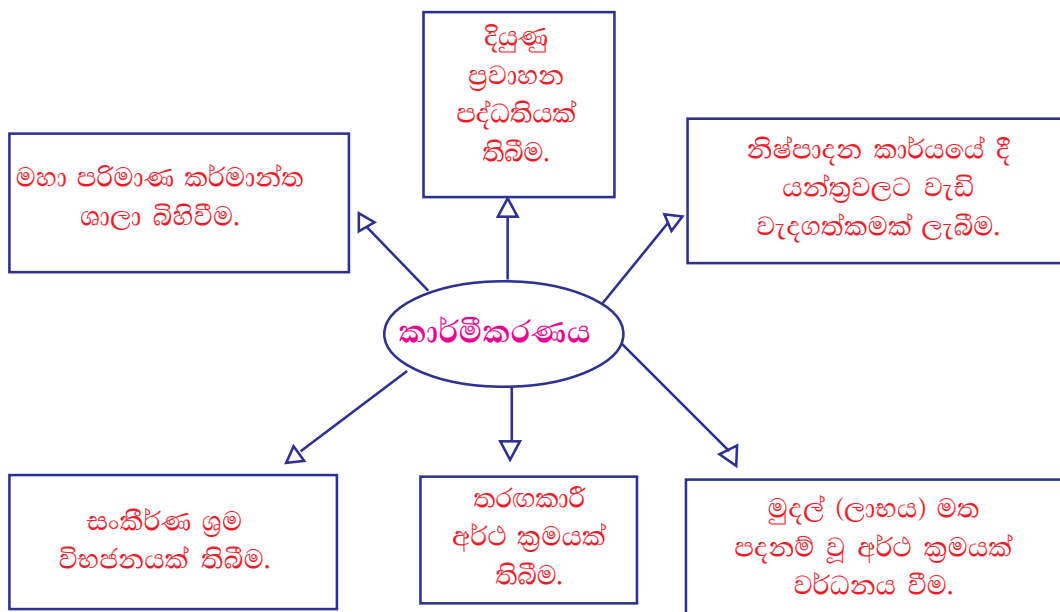 දියුණු
ප්‍රවාහන
පද්ධතියක්
තිබීම.
මහා පරිමාණ කර්මාන්ත
ශාලා බිහිවීම.
නිෂ්පාදන කාර්යයේ දී
යන්ත්‍රවලට වැඩි
වැදගත්කමක් ලැබීම.
කාර්මීකරණය
සංකීර්ණ ශ්‍රම
විභජනයක් තිබීම.
තරඟකාරී
අර්ථ ක්‍රමයක්
තිබීම.
මුදල් (ලාභය) මත
පදනම් වූ අර්ථ ක්‍රමයක්
වර්ධනය වීම.